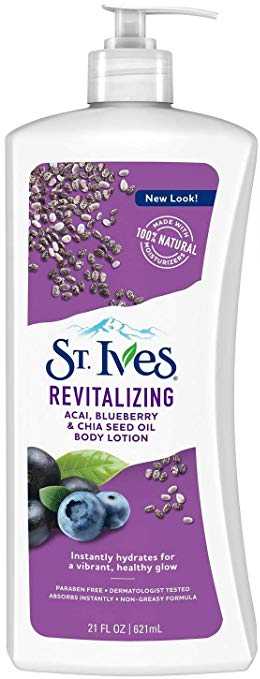 New Look!
MADE WITH
100% NATURAL
MOISTURIZERS
ST. IVES®
REVITALIZING
ACAI, BLUEBERRY
& CHIA SEED OIL
BODY LOTION
Instantly hydrates for
a vibrant, healthy glow
PARABEN FREE • DERMATOLOGIST TESTED
ABSORBS INSTANTLY • NON-GREASY FORMULA
21 FL OZ | 621mL